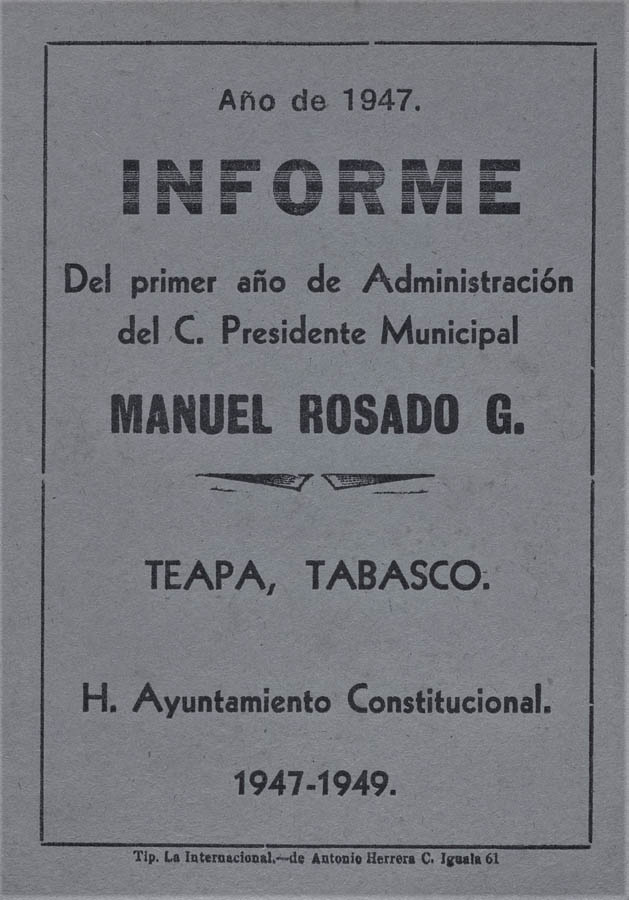 Año de 1947.
INFORME
Del primer año de Administración
del C. Presidente Municipal
MANUEL ROSADO G.
TEAPA, TABASCO.
H. Ayuntamiento Constitucional.
1947-1949.
Tip. La Internacional.—de Antonio Herrera C. Iguala 61